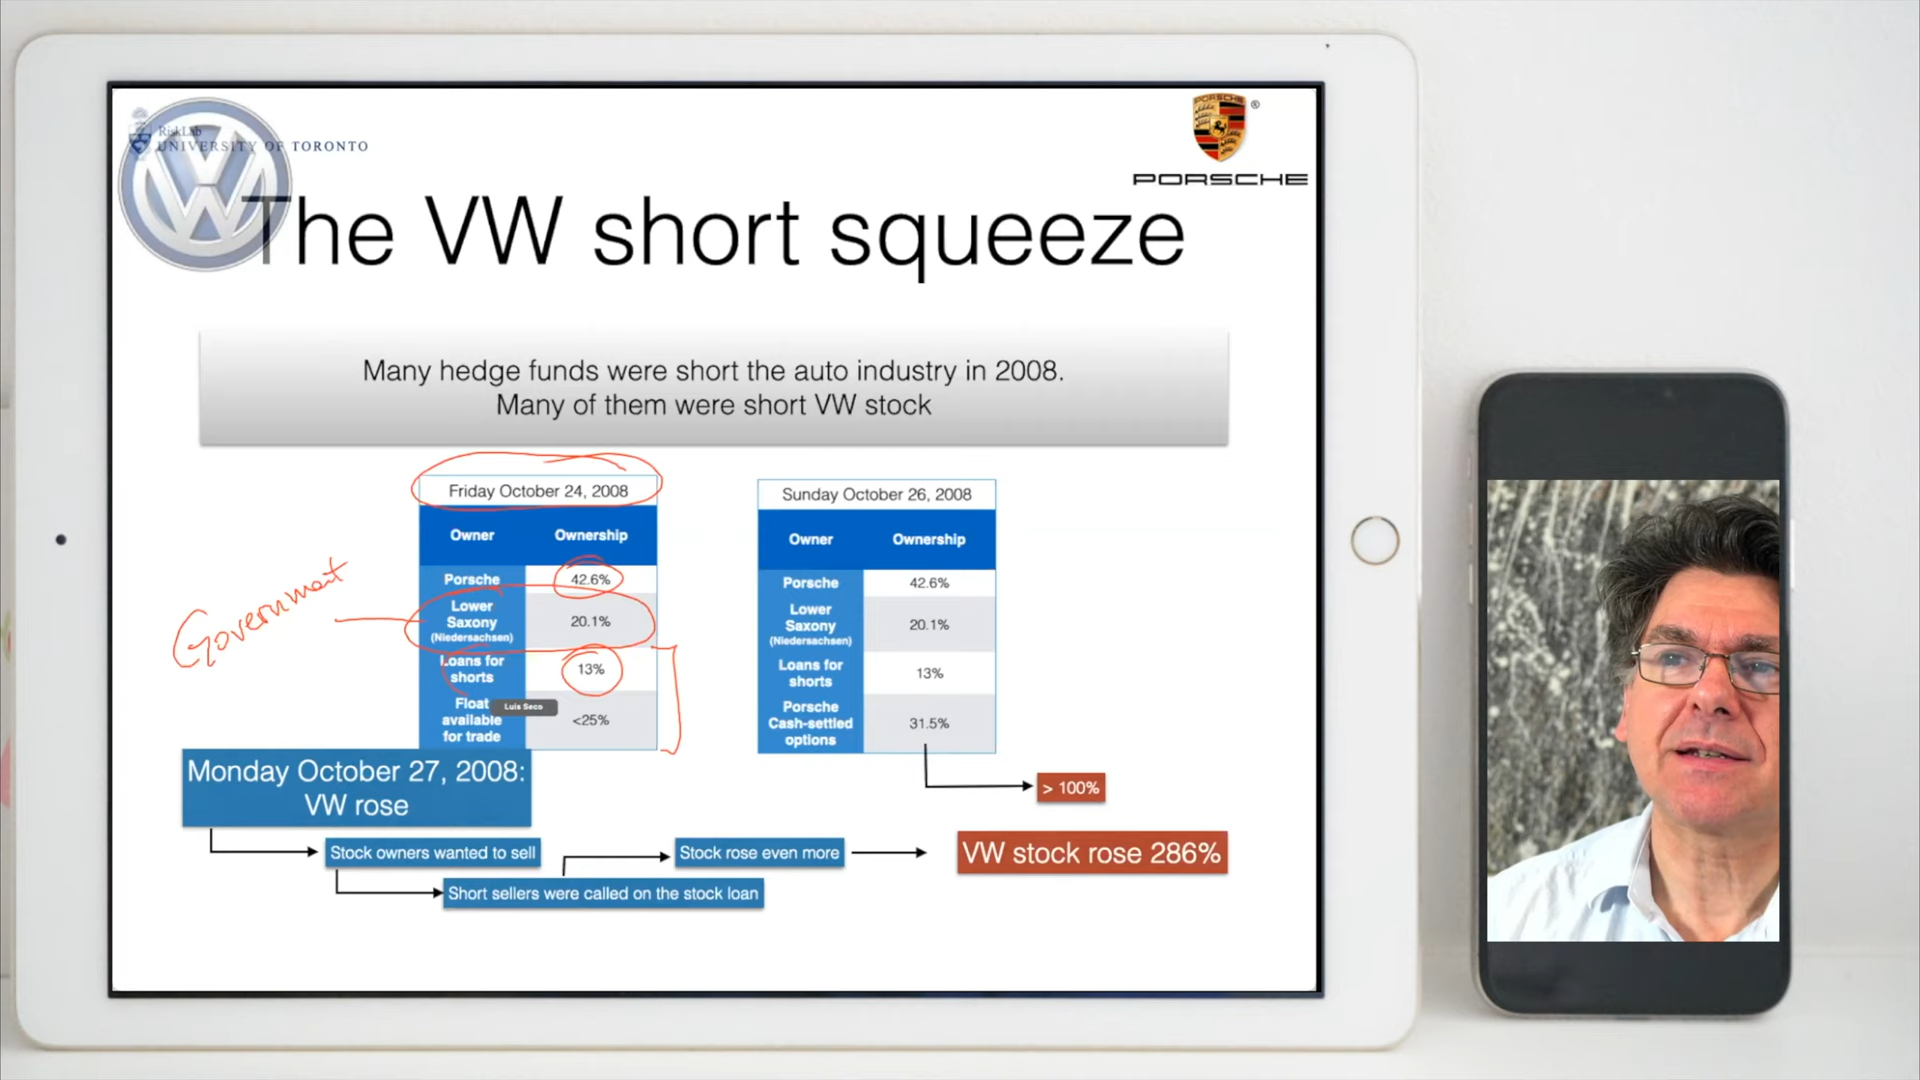 RiskLab
UNIVERSITY OF TORONTO
PORSCHE
®
PORSCHE
The VW short squeeze
Many hedge funds were short the auto industry in 2008.
Many of them were short VW stock
Friday October 24, 2008
Owner Ownership
Porsche 42.6%
Lower
Saxony
(Niedersachsen)
20.1%
Loans for
shorts
13%
Float
available
for trade
<25%
Luis Seco
Government
Sunday October 26, 2008
Owner Ownership
Porsche 42.6%
Lower
Saxony
(Niedersachsen)
20.1%
Loans for
shorts
13%
Porsche
Cash-settled
options
31.5%
> 100%
Monday October 27, 2008:
VW rose
Stock owners wanted to sell
Short sellers were called on the stock loan
Stock rose even more
VW stock rose 286%